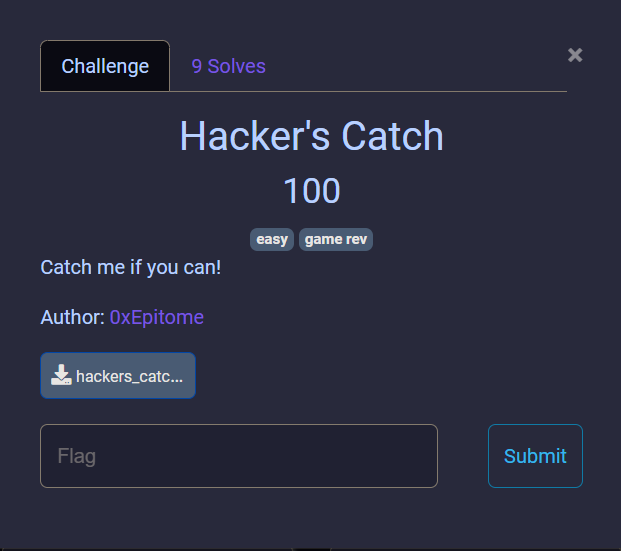 Challenge 9 Solves ×
Hacker's Catch
100
easy game rev
Catch me if you can!
Author: 0xEpitome
hackers_catc...
Flag Submit